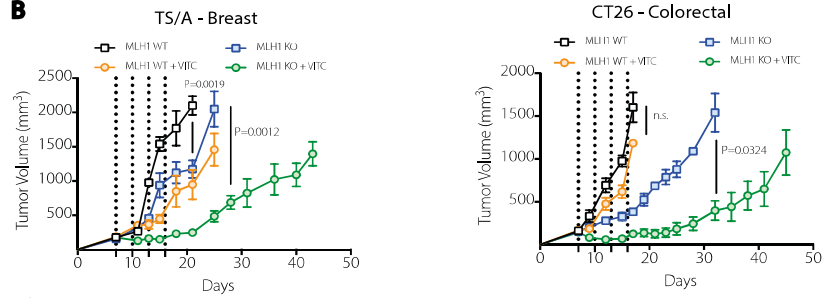 B
TS/A - Breast
MLH1 WT
MLH1 KO
MLH1 WT + VITC
MLH1 KO + VITC
2500
2000
1500
1000
500
0
0
10
20
30
40
50
Tumor Volume (mm³)
Days
P=0.0019
P=0.0012
CT26 - Colorectal
MLH1 WT
MLH1 KO
MLH1 WT + VITC
MLH1 KO + VITC
2000
1500
1000
500
0
0
10
20
30
40
50
Tumor Volume (mm³)
Days
n.s.
P=0.0324